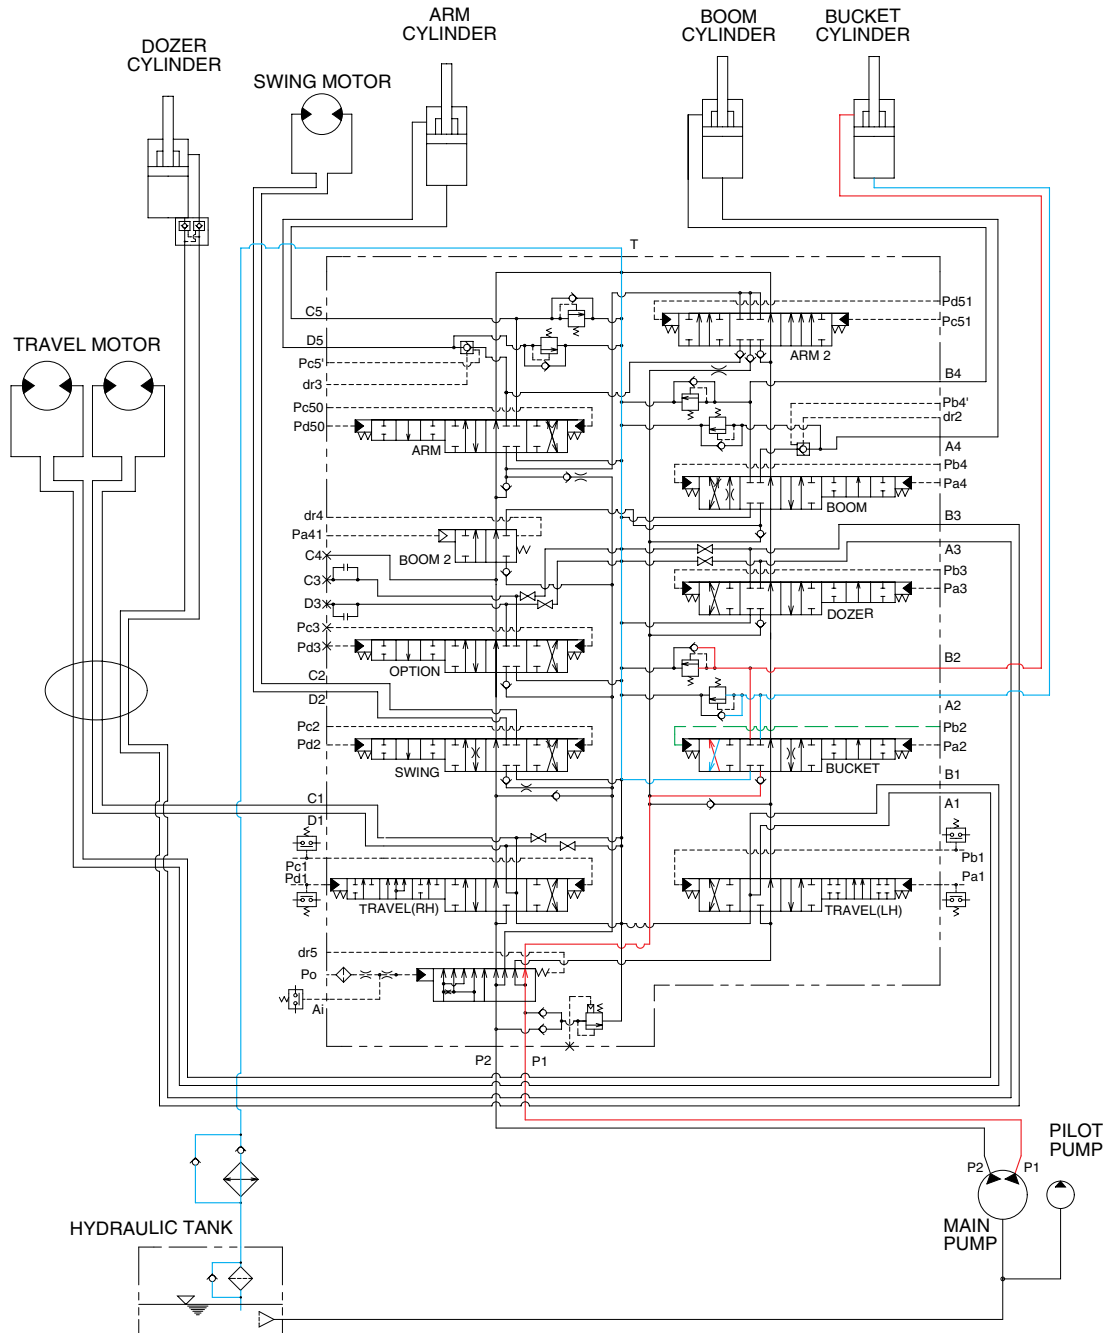 ARM
CYLINDER
BOOM
CYLINDER
BUCKET
CYLINDER
DOZER
CYLINDER
SWING MOTOR
T
Pd51
C5
Pc51
D5
TRAVEL MOTOR
ARM 2
Pc5'
B4
dr3
Pb4'
Pc50
dr2
Pd50
A4
ARM
Pb4
Pa4
BOOM
dr4
B3
Pa41
C4
BOOM 2
A3
C3
Pb3
Pa3
D3
DOZER
Pc3
Pd3
B2
OPTION
C2
D2
A2
Pc2
Pb2
Pd2
Pa2
SWING
BUCKET
B1
C1
A1
D1
Pb1
Pc1
Pd1
Pa1
TRAVEL(RH)
TRAVEL(LH)
dr5
Po
Ai
P2
P1
PILOT
PUMP
P2
P1
HYDRAULIC TANK
MAIN
PUMP